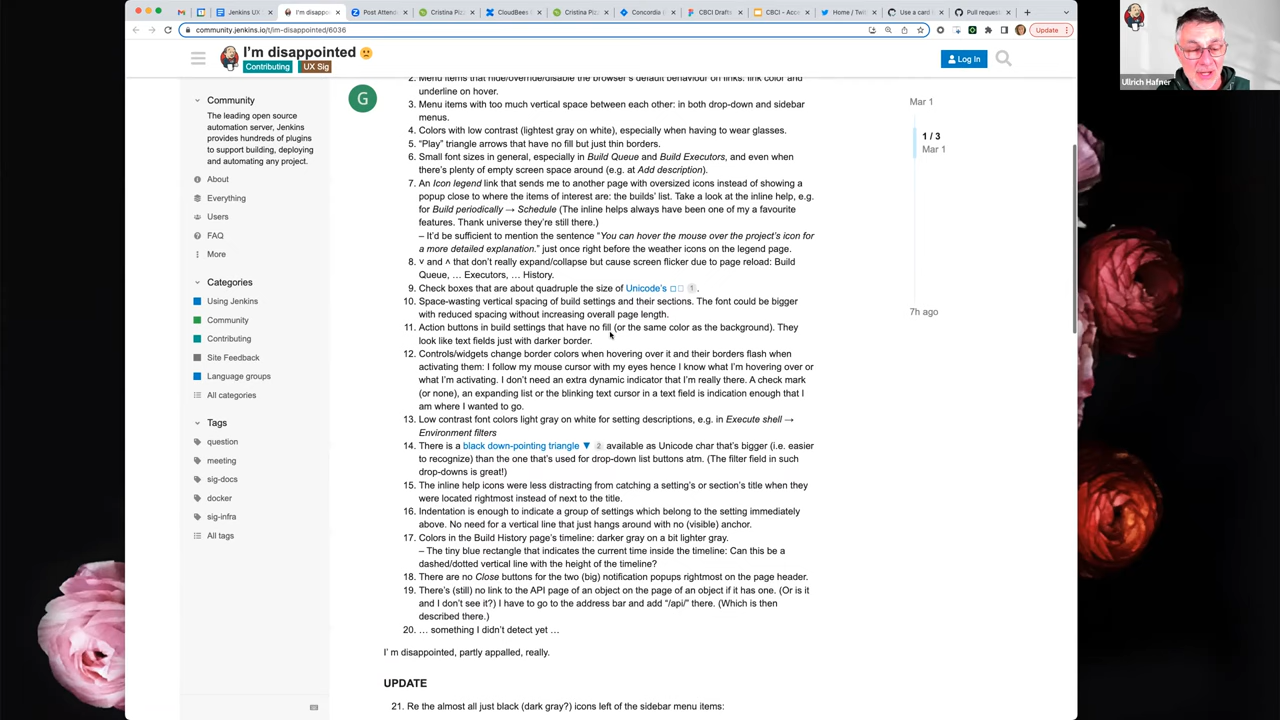 Jenkins UX
I'm disappo
Post Attend
Cristina Piz
CloudBees
Cristina Piz
Concordia (
CBCI Drafts
CBCI - Acce
Home / Twi
Use a card
Pull request
community.jenkins.io/t/im-disappointed/6036
Update
I'm disappointed 🙁
Contributing UX Sig
Log In
Ullrich Hafner
Community
The leading open source
automation server, Jenkins
provides hundreds of plugins
to support building, deploying
and automating any project.
About
Everything
Users
FAQ
More
Categories
Using Jenkins
Community
Contributing
Site Feedback
Language groups
All categories
Tags
question
meeting
sig-docs
docker
sig-infra
All tags
G
2. Menu items that hide/override/disable the browser's default behaviour on links: link color and
underline on hover.
3. Menu items with too much vertical space between each other: in both drop-down and sidebar
menus.
4. Colors with low contrast (lightest gray on white), especially when having to wear glasses.
5. “Play” triangle arrows that have no fill but just thin borders.
6. Small font sizes in general, especially in Build Queue and Build Executors, and even when
there's plenty of empty screen space around (e.g. at Add description).
7. An Icon legend link that sends me to another page with oversized icons instead of showing a
popup close to where the items of interest are: the builds' list. Take a look at the inline help, e.g.
for Build periodically → Schedule (The inline helps always have been one of my a favourite
features. Thank universe they're still there.)
– It'd be sufficient to mention the sentence “You can hover the mouse over the project's icon for
a more detailed explanation.” just once right before the weather icons on the legend page.
8. ˅ and ˄ that don't really expand/collapse but cause screen flicker due to page reload: Build
Queue, … Executors, … History.
9. Check boxes that are about quadruple the size of Unicode's □□ 1 .
10. Space-wasting vertical spacing of build settings and their sections. The font could be bigger
with reduced spacing without increasing overall page length.
11. Action buttons in build settings that have no fill (or the same color as the background). They
look like text fields just with darker border.
12. Controls/widgets change border colors when hovering over it and their borders flash when
activating them: I follow my mouse cursor with my eyes hence I know what I'm hovering over or
what I'm activating. I don't need an extra dynamic indicator that I'm really there. A check mark
(or none), an expanding list or the blinking text cursor in a text field is indication enough that I
am where I wanted to go.
13. Low contrast font colors light gray on white for setting descriptions, e.g. in Execute shell →
Environment filters
14. There is a black down-pointing triangle ▼ 2 available as Unicode char that's bigger (i.e. easier
to recognize) than the one that's used for drop-down list buttons atm. (The filter field in such
drop-downs is great!)
15. The inline help icons were less distracting from catching a setting's or section's title when they
were located rightmost instead of next to the title.
16. Indentation is enough to indicate a group of settings which belong to the setting immediately
above. No need for a vertical line that just hangs around with no (visible) anchor.
17. Colors in the Build History page's timeline: darker gray on a bit lighter gray.
– The tiny blue rectangle that indicates the current time inside the timeline: Can this be a
dashed/dotted vertical line with the height of the timeline?
18. There are no Close buttons for the two (big) notification popups rightmost on the page header.
19. There's (still) no link to the API page of an object on the page of an object if it has one. (Or is it
and I don't see it?) I have to go to the address bar and add “/api/” there. (Which is then
described there.)
20. … something I didn't detect yet …
I' m disappointed, partly appalled, really.
UPDATE
21. Re the almost all just black (dark gray?) icons left of the sidebar menu items:
Mar 1
1 / 3
Mar 1
7h ago